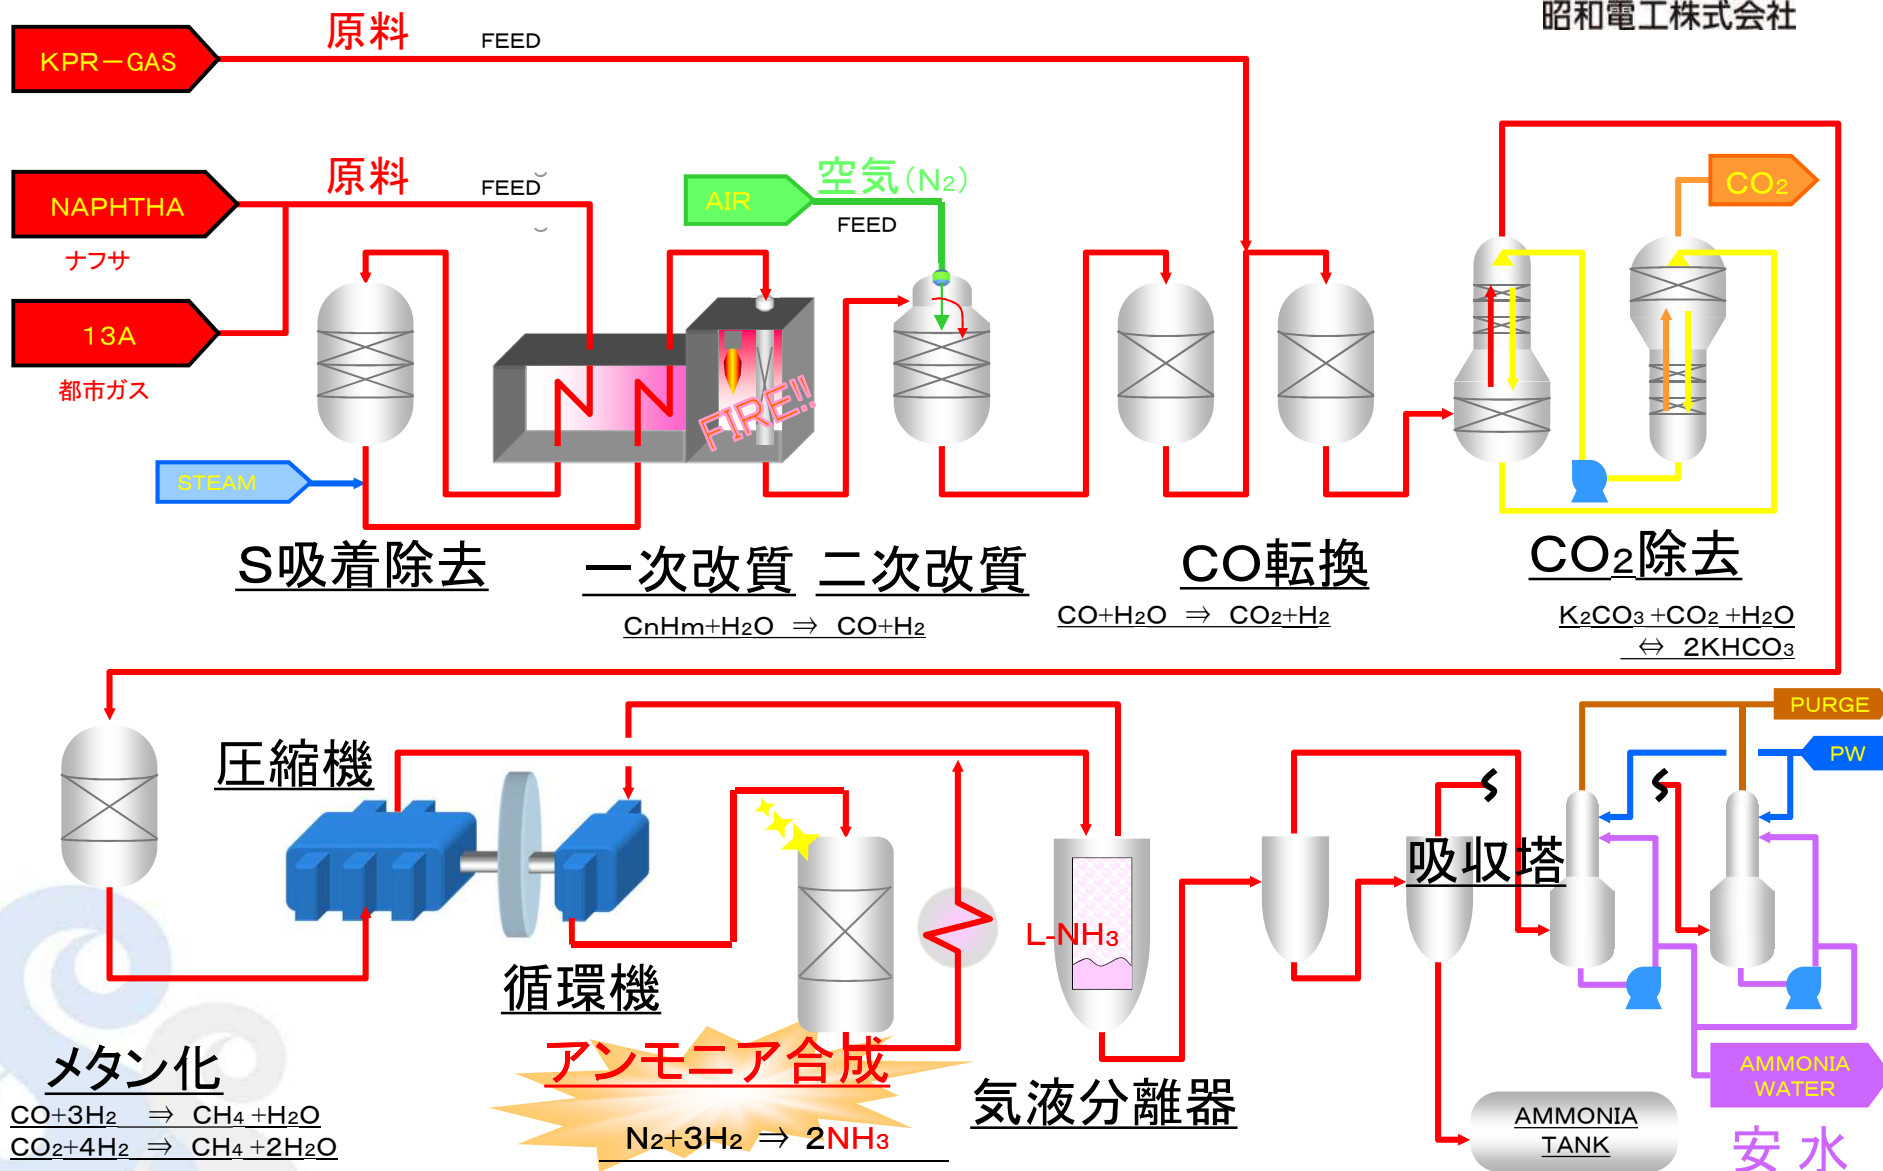 昭和電工株式会社
KPR-GAS
原料
FEED
NAPHTHA
ナフサ
原料
FEED
AIR
空気(N2)
FEED
CO2
13A
都市ガス
FIRE!!
STEAM
S吸着除去
一次改質
二次改質
CnHm+H2O ⇒ CO+H2
CO転換
CO+H2O ⇒ CO2+H2
CO2除去
K2CO3+CO2+H2O
⇔ 2KHCO3
PURGE
PW
圧縮機
循環機
吸収塔
L-NH3
メタン化
CO+3H2 ⇒ CH4+H2O
CO2+4H2 ⇒ CH4+2H2O
アンモニア合成
N2+3H2 ⇒ 2NH3
気液分離器
AMMONIA
TANK
AMMONIA
WATER
安水